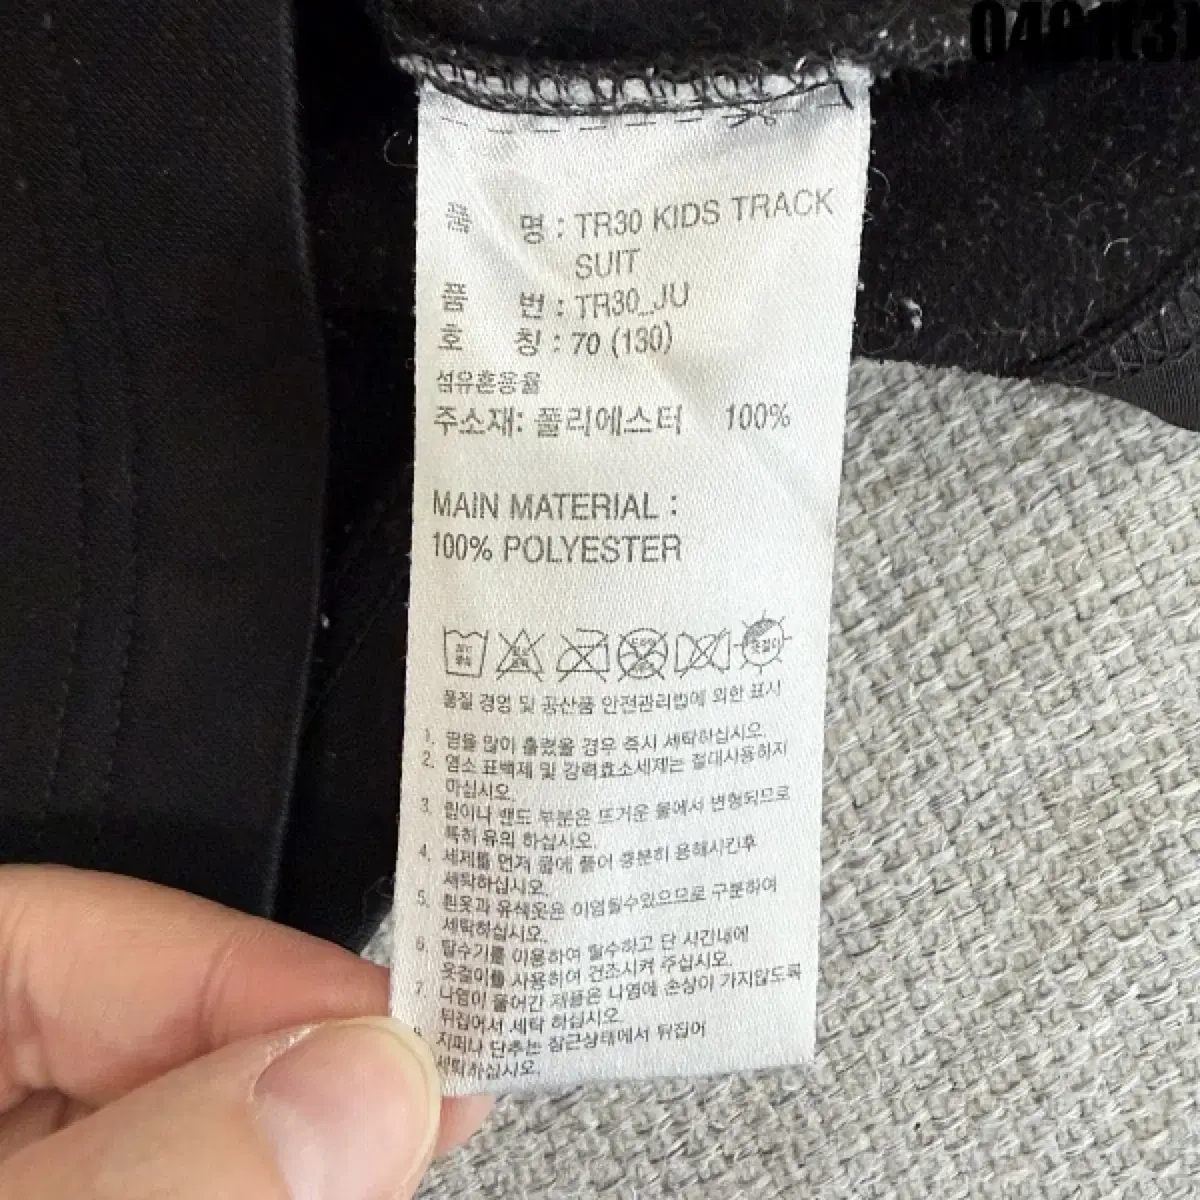 품 명 : TR30 KIDS TRACK
SUIT
품 번 : TR30_JU
호 칭 : 70 (130)
섬유혼용율
주소재: 폴리에스터 100%
MAIN MATERIAL :
100% POLYESTER
품질 경영 및 공산품 안전관리법에 의한 표시
1. 땀을 많이 흘렸을 경우 즉시 세탁하십시오.
2. 염소 표백제 및 강력효소세제는 절대사용하지
마십시오.
3. 립이나 밴드 부분은 뜨거운 물에서 변형되므로
특히 유의 하십시오.
4. 세제를 먼저 물에 풀어 충분히 용해시킨후
세탁하십시오.
5. 흰옷과 유색옷은 이염될수있으므로 구분하여
세탁하십시오.
6. 탈수기를 이용하여 탈수하고 단 시간내에
옷걸이를 사용하여 건조시켜 주십시오.
7. 나염이 들어간 제품은 나염에 손상이 가지않도록
뒤집어서 세탁 하십시오.
8. 지퍼나 단추는 잠근상태에서 뒤집어
세탁하십시오.